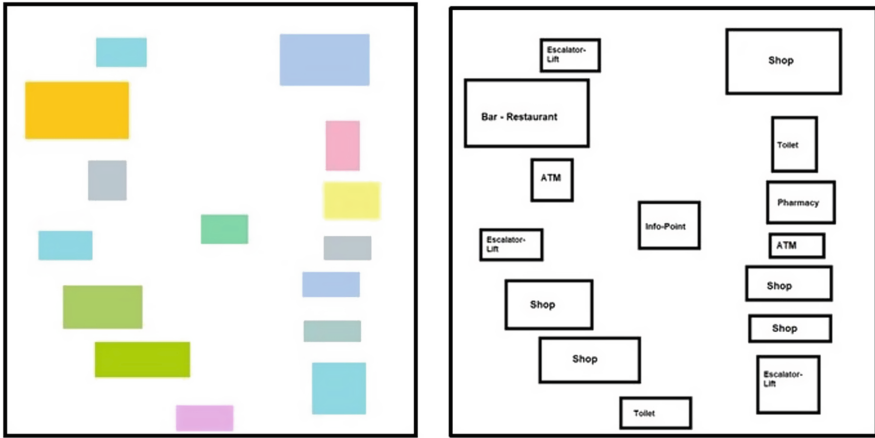 Escalator-
Lift
Shop
Bar - Restaurant
Toilet
ATM
Pharmacy
Info-Point
Escalator-
Lift
ATM
Shop
Shop
Shop
Shop
Escalator-
Lift
Toilet